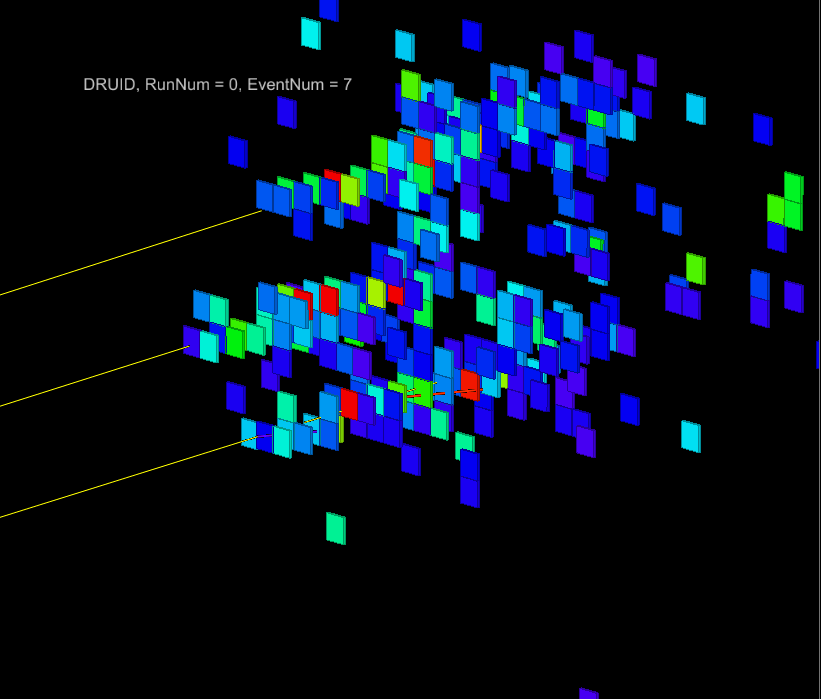 DRUID, RunNum = 0, EventNum = 7